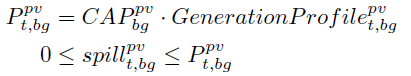 P^{pv}_{t,bg} = CAP^{pv}_{bg} · GenerationProfile^{pv}_{t,bg}
0 ≤ spill^{pv}_{t,bg} ≤ P^{pv}_{t,bg}